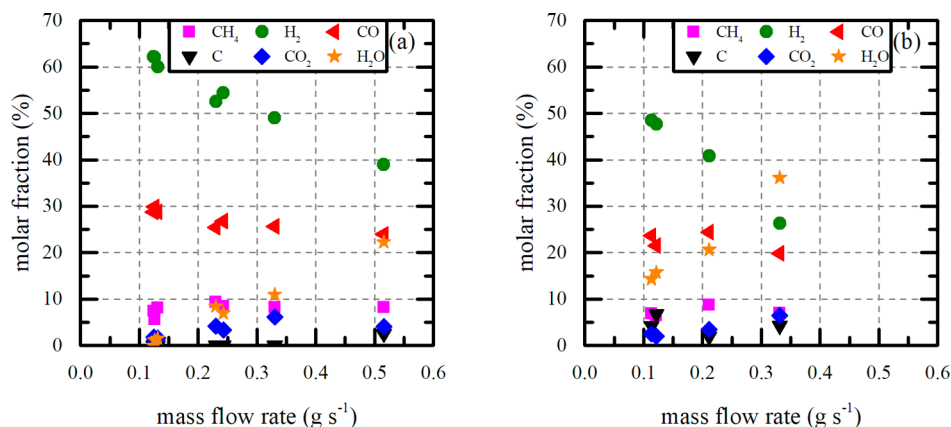 70
60
50
40
30
20
10
0
molar fraction (%)
CH₄ H₂ CO (a)
C CO₂ H₂O
0.0 0.1 0.2 0.3 0.4 0.5 0.6
mass flow rate (g s⁻¹)
70
60
50
40
30
20
10
0
molar fraction (%)
CH₄ H₂ CO (b)
C CO₂ H₂O
0.0 0.1 0.2 0.3 0.4 0.5 0.6
mass flow rate (g s⁻¹)